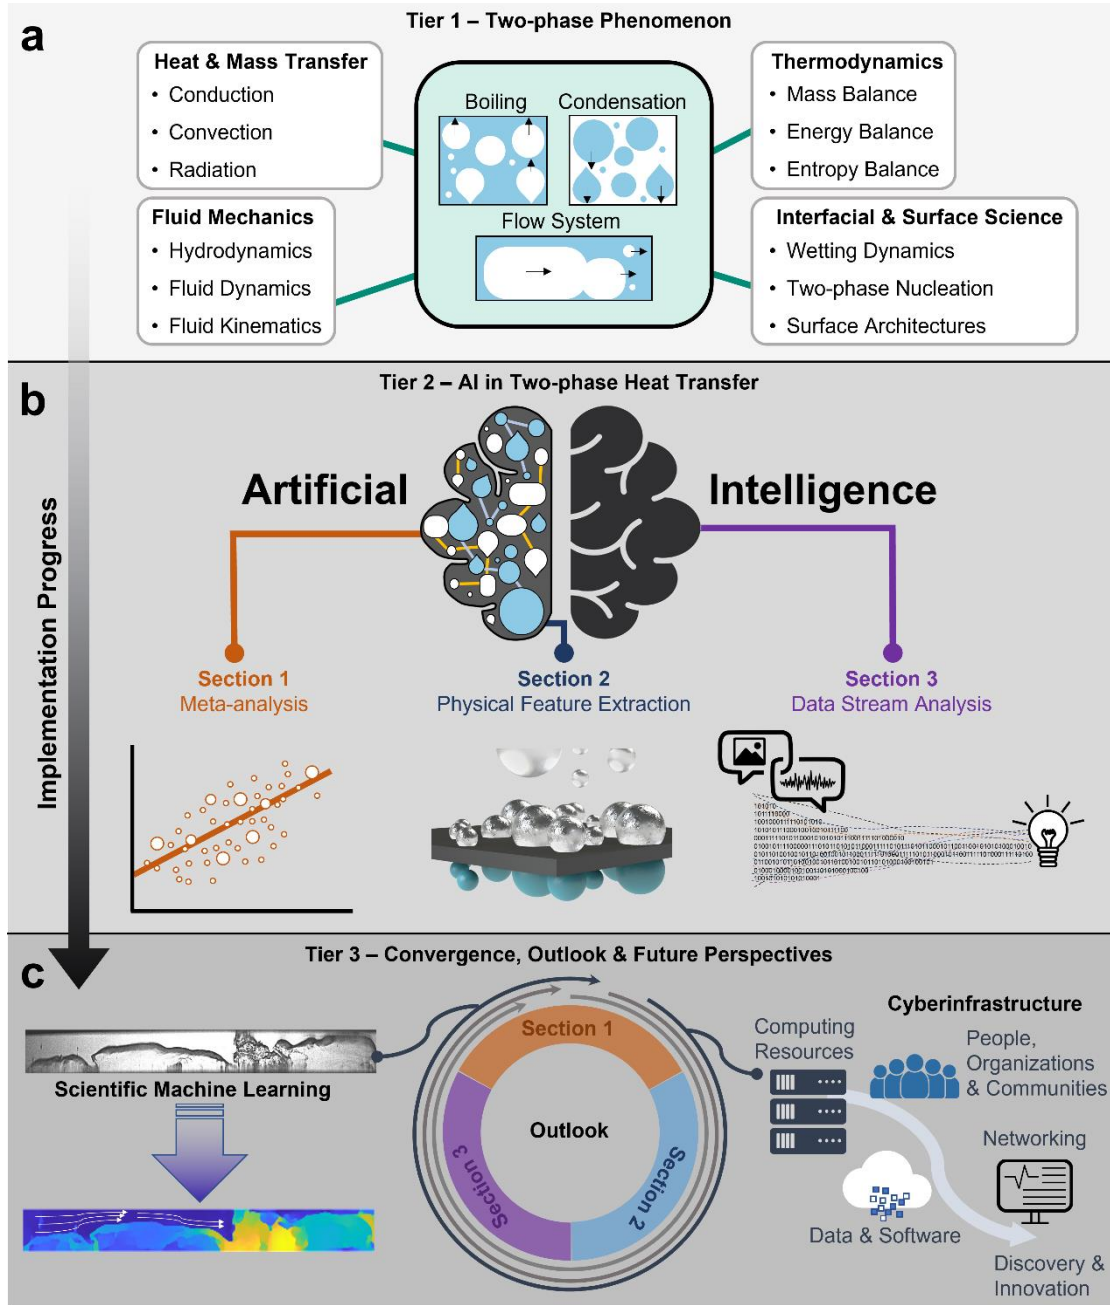 a
Tier 1 – Two-phase Phenomenon
Heat & Mass Transfer
• Conduction
• Convection
• Radiation
Fluid Mechanics
• Hydrodynamics
• Fluid Dynamics
• Fluid Kinematics
Boiling
Condensation
Flow System
Thermodynamics
• Mass Balance
• Energy Balance
• Entropy Balance
Interfacial & Surface Science
• Wetting Dynamics
• Two-phase Nucleation
• Surface Architectures
Implementation Progress
b
Tier 2 – AI in Two-phase Heat Transfer
Artificial
Intelligence
Section 1
Meta-analysis
Section 2
Physical Feature Extraction
Section 3
Data Stream Analysis
c
Tier 3 – Convergence, Outlook & Future Perspectives
Scientific Machine Learning
Section 1
Section 2
Section 3
Outlook
Cyberinfrastructure
Computing
Resources
People,
Organizations
& Communities
Networking
Data & Software
Discovery &
Innovation